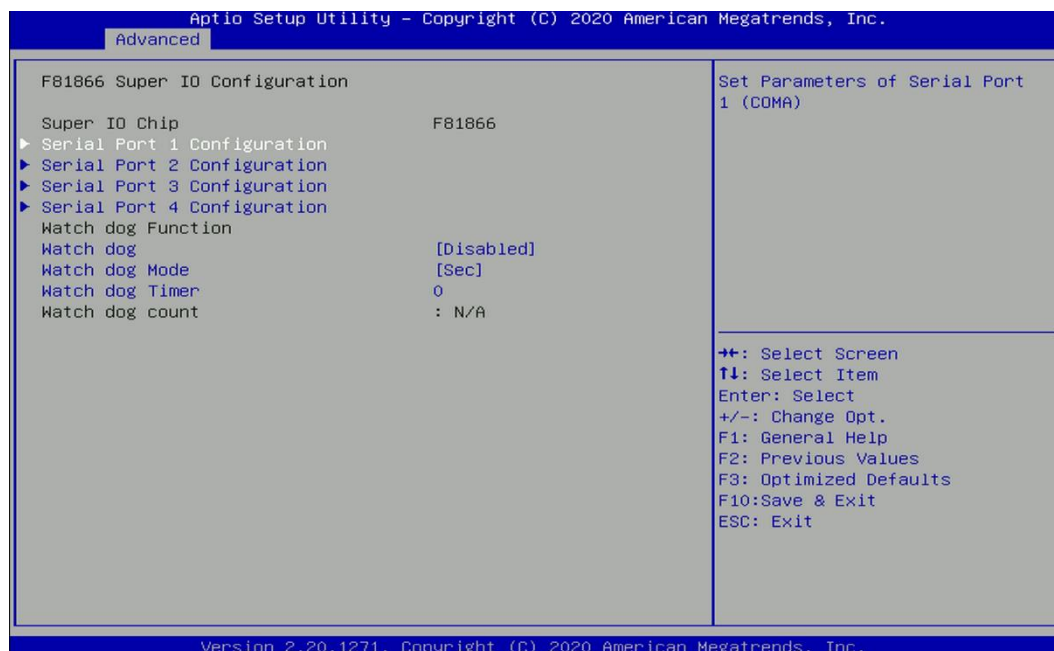 Aptio Setup Utility – Copyright (C) 2020 American Megatrends, Inc.
Advanced
F81866 Super IO Configuration
Super IO Chip F81866
▶ Serial Port 1 Configuration
▶ Serial Port 2 Configuration
▶ Serial Port 3 Configuration
▶ Serial Port 4 Configuration
Watch dog Function
Watch dog [Disabled]
Watch dog Mode [Sec]
Watch dog Timer 0
Watch dog count : N/A
Set Parameters of Serial Port
1 (COMA)
→←: Select Screen
↑↓: Select Item
Enter: Select
+/-: Change Opt.
F1: General Help
F2: Previous Values
F3: Optimized Defaults
F10:Save & Exit
ESC: Exit
Version 2.20.1271. Copyright (C) 2020 American Megatrends, Inc.